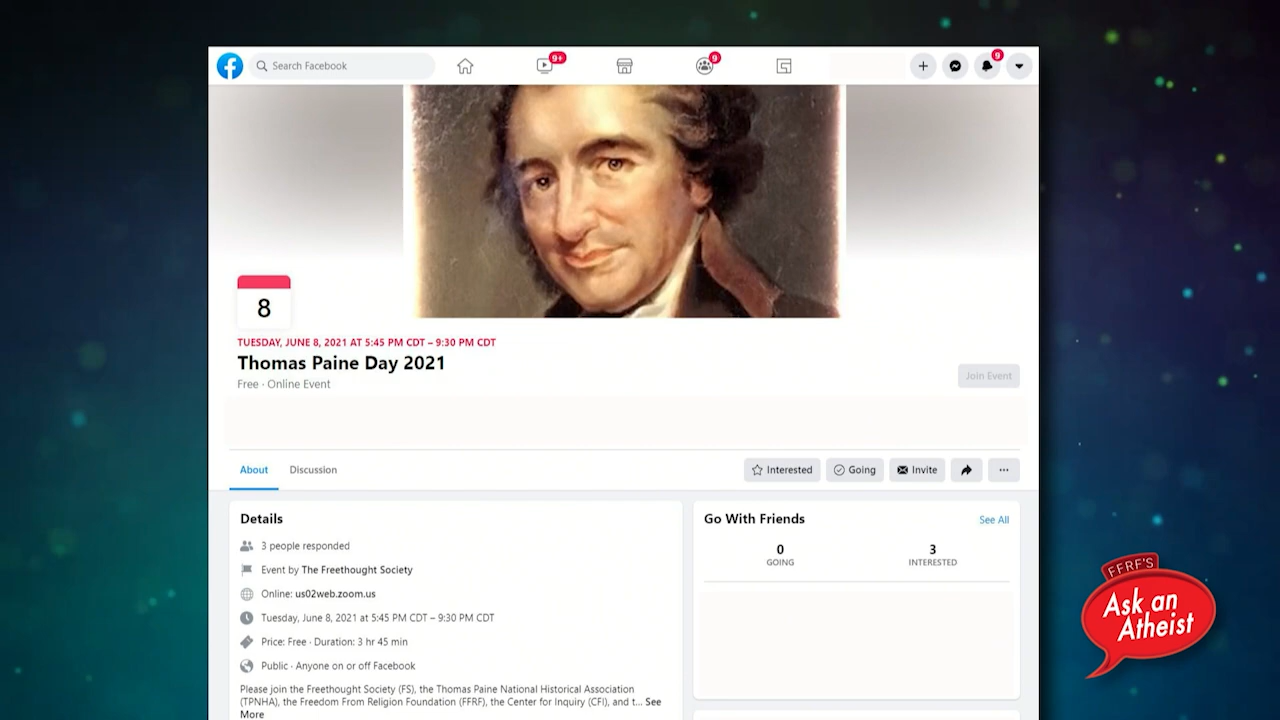 Search Facebook
9+
9
9
8
TUESDAY, JUNE 8, 2021 AT 5:45 PM CDT – 9:30 PM CDT
Thomas Paine Day 2021
Free · Online Event
Join Event
About
Discussion
Interested
Going
Invite
Details
3 people responded
Event by The Freethought Society
Online: us02web.zoom.us
Tuesday, June 8, 2021 at 5:45 PM CDT – 9:30 PM CDT
Price: Free · Duration: 3 hr 45 min
Public · Anyone on or off Facebook
Please join the Freethought Society (FS), the Thomas Paine National Historical Association
(TPNHA), the Freedom From Religion Foundation (FFRF), the Center for Inquiry (CFI), and t... See
More
Go With Friends
See All
0
GOING
3
INTERESTED
FFRF'S
Ask an
Atheist